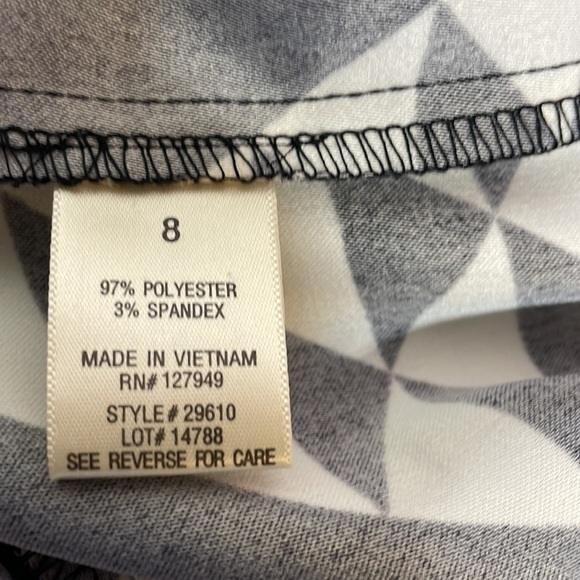 8
97% POLYESTER
3% SPANDEX
MADE IN VIETNAM
RN# 127949
STYLE# 29610
LOT# 14788
SEE REVERSE FOR CARE